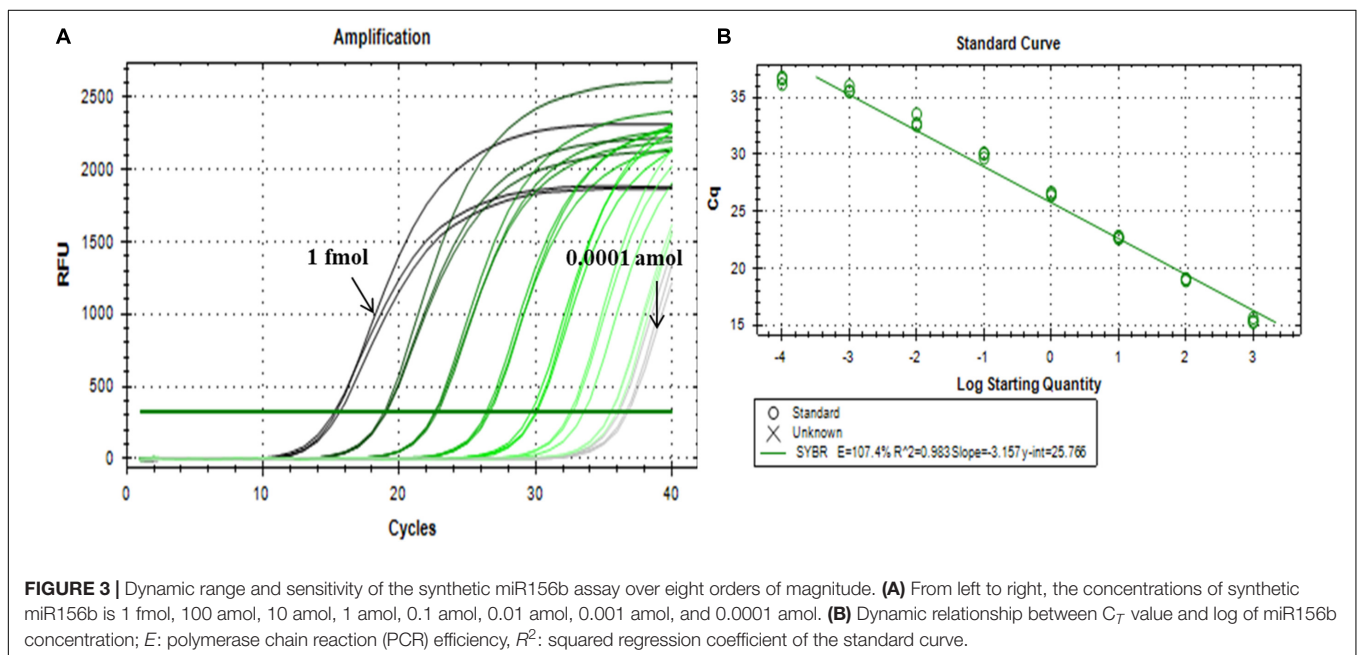 A
Amplification
2500
2000
1500
1000
500
0
RFU
1 fmol
0.0001 amol
0 10 20 30 40
Cycles
B
Standard Curve
35
30
25
20
15
Cq
-4 -3 -2 -1 0 1 2 3
Log Starting Quantity
Standard
Unknown
SYBR E=107.4% R^2=0.983 Slope=-3.157 y-int=25.766
FIGURE 3 | Dynamic range and sensitivity of the synthetic miR156b assay over eight orders of magnitude. (A) From left to right, the concentrations of synthetic
miR156b is 1 fmol, 100 amol, 10 amol, 1 amol, 0.1 amol, 0.01 amol, 0.001 amol, and 0.0001 amol. (B) Dynamic relationship between C_T value and log of miR156b
concentration; E: polymerase chain reaction (PCR) efficiency, R²: squared regression coefficient of the standard curve.